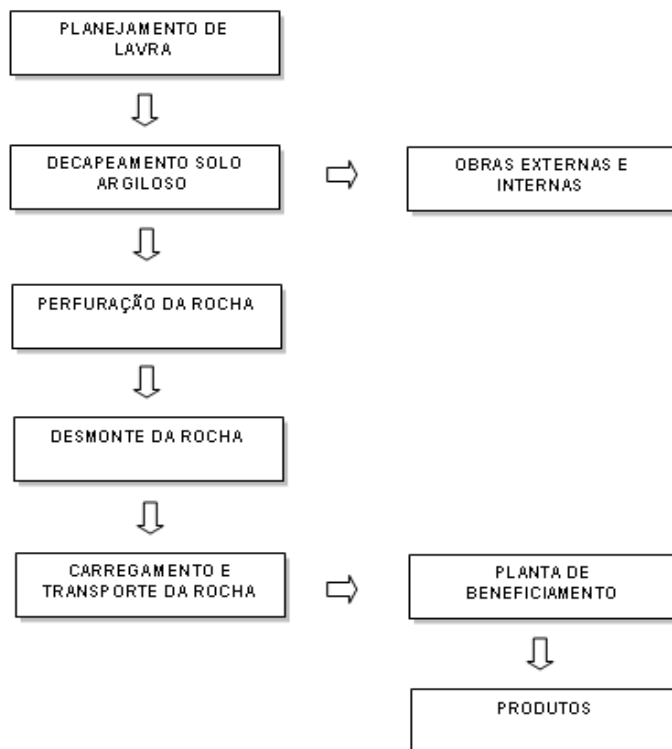 PLANEJAMENTO DE
LAVRA
DECAPEAMENTO SOLO
ARGILOSO
OBRAS EXTERNAS E
INTERNAS
PERFURAÇÃO DA ROCHA
DESMONTE DA ROCHA
CARREGAMENTO E
TRANSPORTE DA ROCHA
PLANTA DE
BENEFICIAMENTO
PRODUTOS